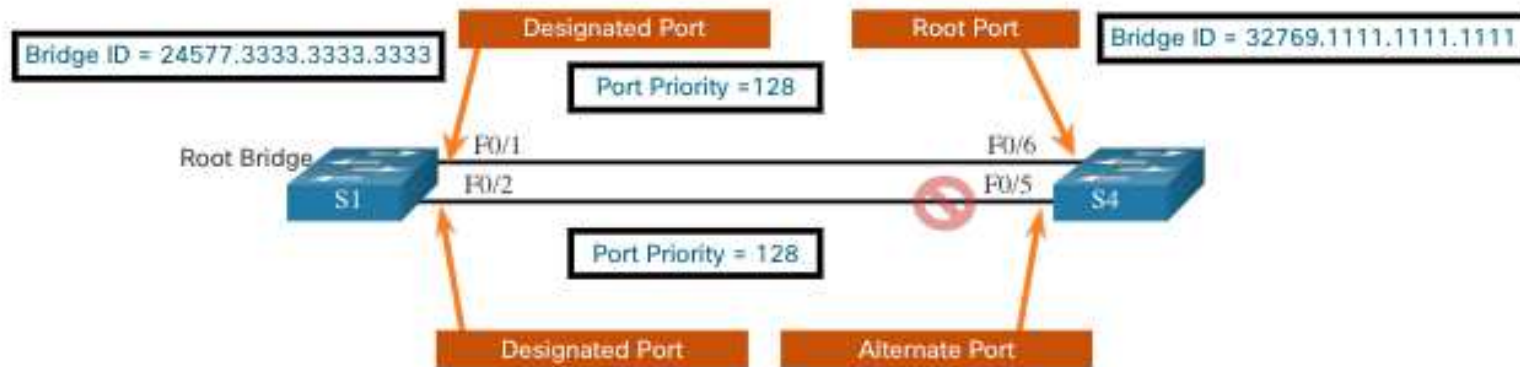 Designated Port
Root Port
Bridge ID = 24577.3333.3333.3333
Bridge ID = 32769.1111.1111.1111
Port Priority =128
Root Bridge
F0/1
F0/6
S1
F0/2
F0/5
S4
Port Priority = 128
Designated Port
Alternate Port